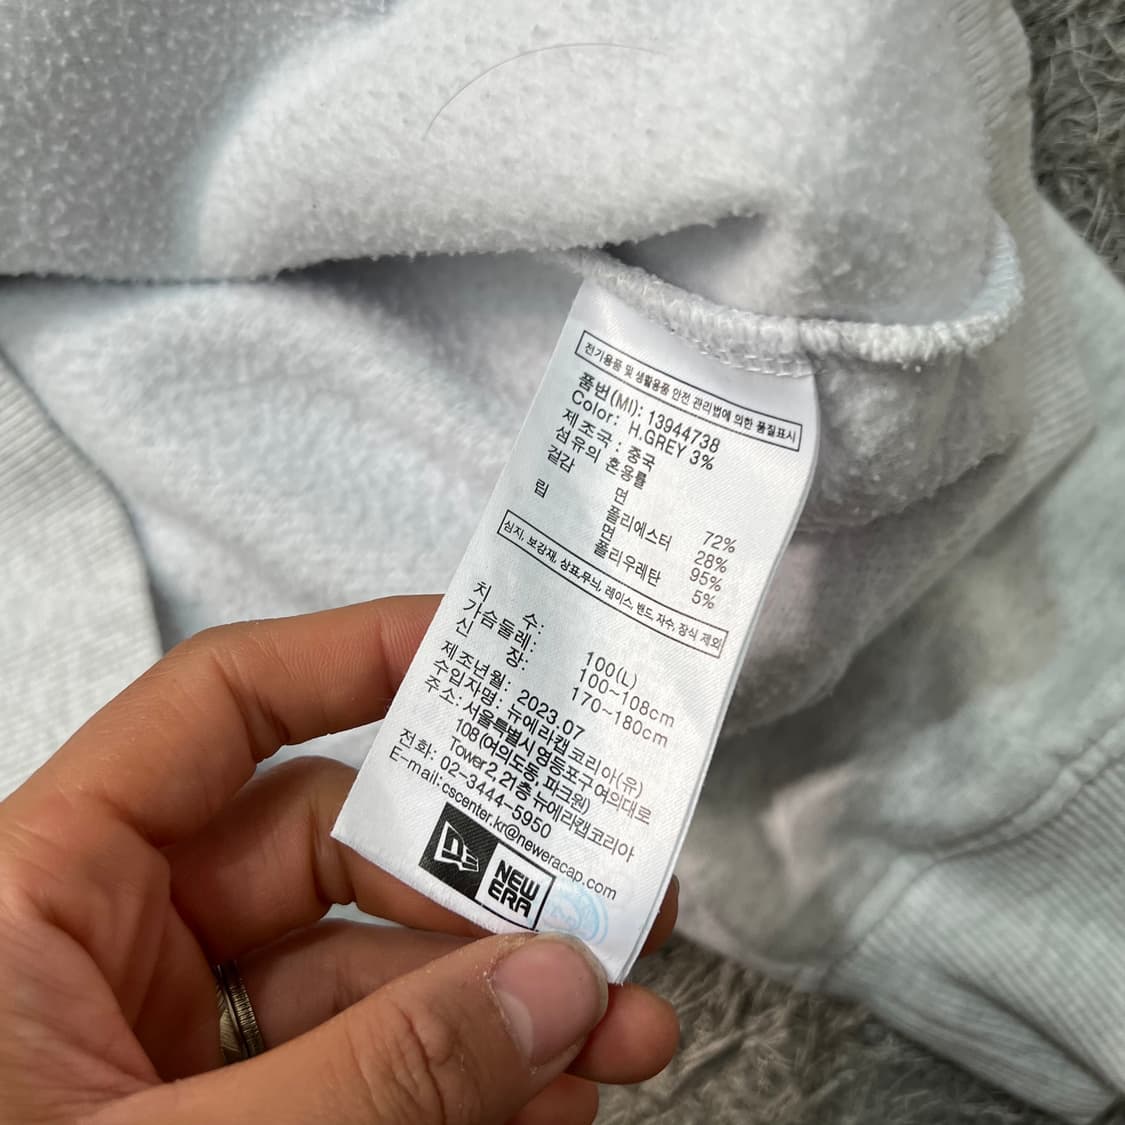 전기용품 및 생활용품 안전 관리법에 의한 품질표시
품번(MI): 13944738
Color: H.GREY 3%
제조국 : 중국
섬유의 혼용률
겉감 면 72%
폴리에스터 28%
립 면 95%
폴리우레탄 5%
심지, 보강재, 상표,무늬, 레이스, 밴드, 자수, 장식 제외
치 수: 100(L)
가슴둘레: 100~108cm
신 장: 170~180cm
제조년월: 2023.07
수입자명: 뉴에라캡코리아(유)
주소: 서울특별시 영등포구여의대로
108(여의도동, 파크원)
Tower2, 21층 뉴에라캡코리아
전화: 02-3444-5950
E-mail:cscenter.kr@neweracap.com
NEW
ERA